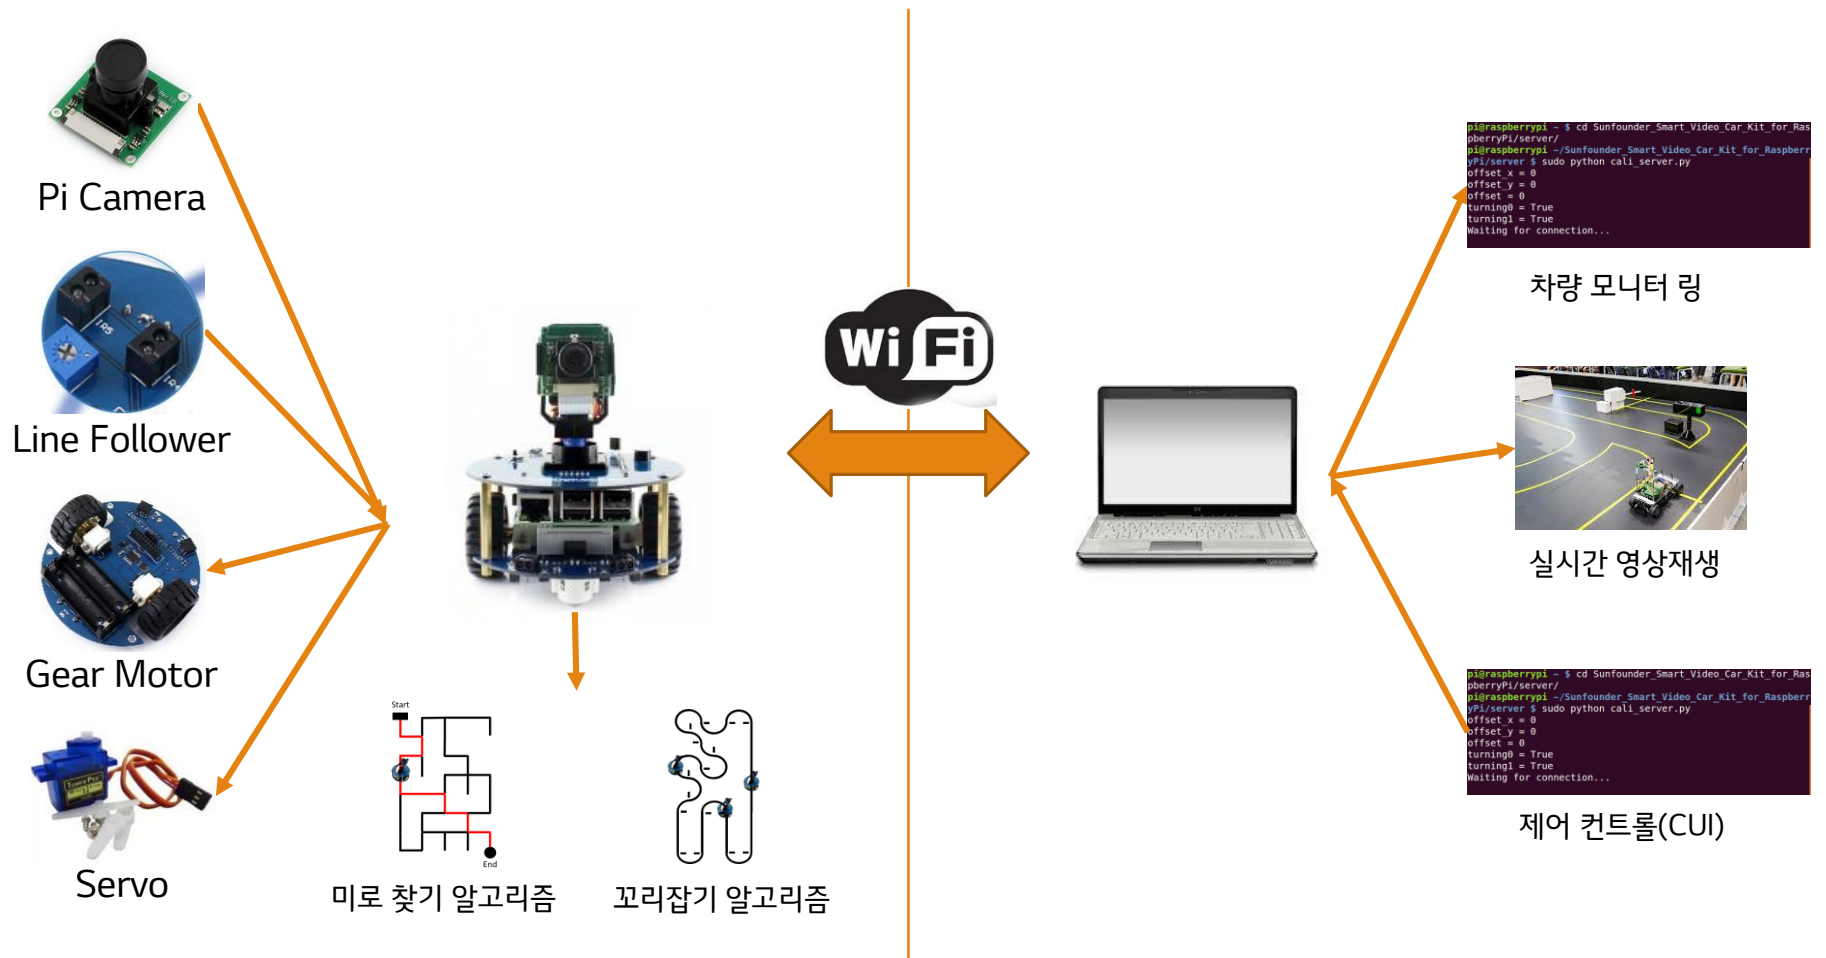 Pi Camera
IR5
Line Follower
Gear Motor
Servo
Wi Fi
Start
End
미로 찾기 알고리즘
꼬리잡기 알고리즘
pi@raspberrypi ~ $ cd Sunfounder_Smart_Video_Car_Kit_for_Ras
pberryPi/server/
pi@raspberrypi ~/Sunfounder_Smart_Video_Car_Kit_for_Raspberr
yPi/server $ sudo python cali_server.py
offset_x = 0
offset_y = 0
offset = 0
turning0 = True
turning1 = True
Waiting for connection...
차량 모니터 링
실시간 영상재생
pi@raspberrypi ~ $ cd Sunfounder_Smart_Video_Car_Kit_for_Ras
pberryPi/server/
pi@raspberrypi ~/Sunfounder_Smart_Video_Car_Kit_for_Raspberr
yPi/server $ sudo python cali_server.py
offset_x = 0
offset_y = 0
offset = 0
turning0 = True
turning1 = True
Waiting for connection...
제어 컨트롤(CUI)